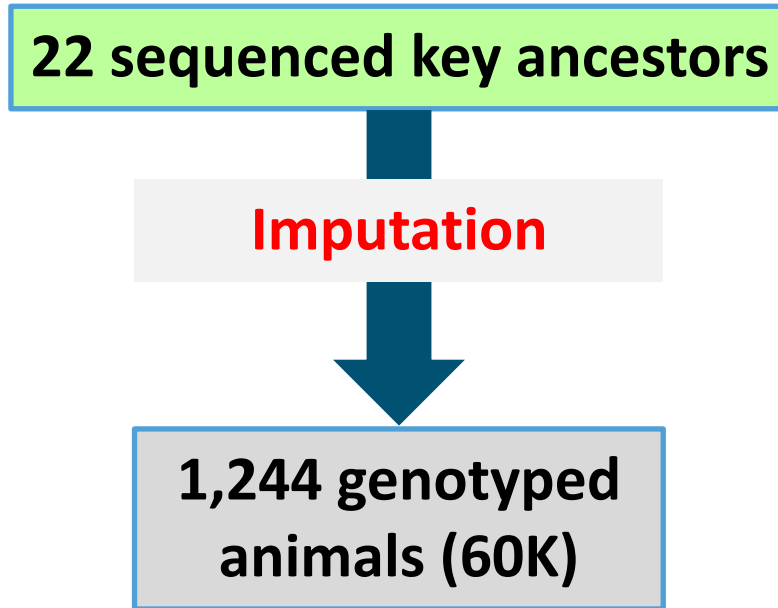 22 sequenced key ancestors
Imputation
1,244 genotyped
animals (60K)